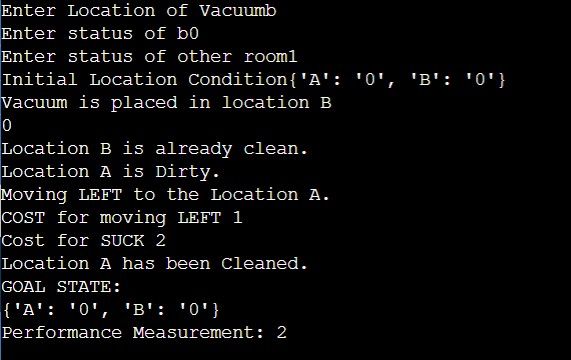 Enter Location of Vacuumb
Enter status of b0
Enter status of other room1
Initial Location Condition{'A': '0', 'B': '0'}
Vacuum is placed in location B
0
Location B is already clean.
Location A is Dirty.
Moving LEFT to the Location A.
COST for moving LEFT 1
Cost for SUCK 2
Location A has been Cleaned.
GOAL STATE:
{'A': '0', 'B': '0'}
Performance Measurement: 2